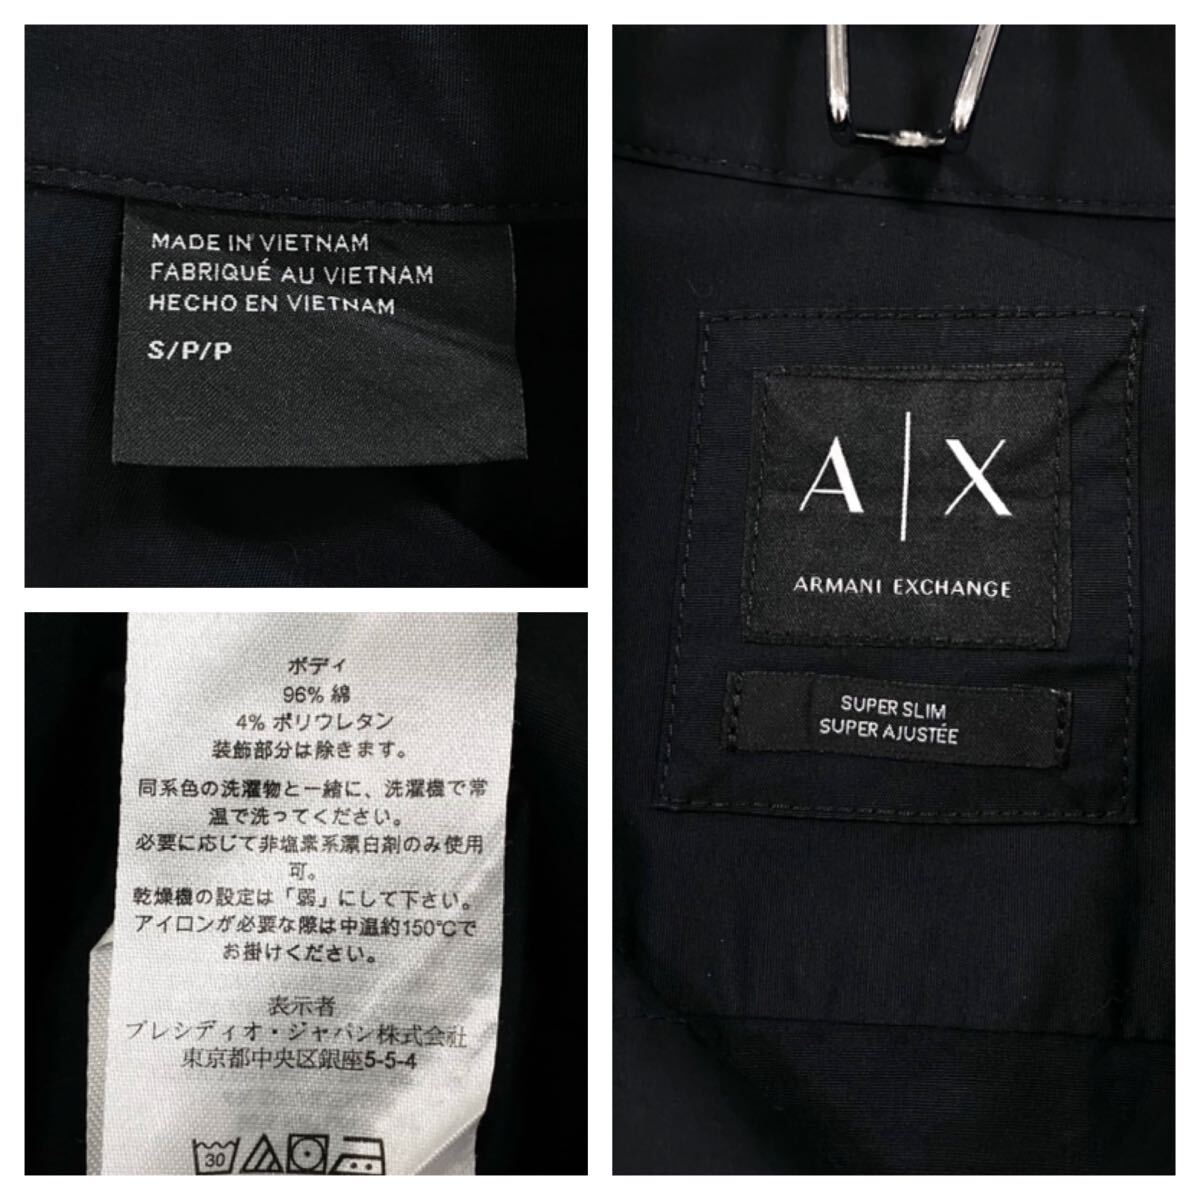 MADE IN VIETNAM
FABRIQUÉ AU VIETNAM
HECHO EN VIETNAM
S/P/P
A|X
ARMANI EXCHANGE
SUPER SLIM
SUPER AJUSTÉE
ボディ
96% 綿
4% ポリウレタン
装飾部分は除きます。
同系色の洗濯物と一緒に、洗濯機で常
温で洗ってください。
必要に応じて非塩素系漂白剤のみ使用
可。
乾燥機の設定は「弱」にして下さい。
アイロンが必要な際は中温約150℃で
お掛けください。
表示者
プレシディオ・ジャパン株式会社
東京都中央区銀座5-5-4
30